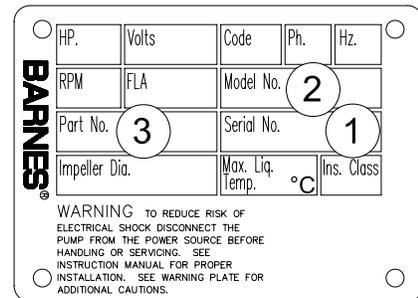 BARNES®
HP. Volts Code Ph. Hz.
RPM FLA Model No. 2
Part No. 3 Serial No. 1
Impeller Dia. Max. Liq. Temp. °C Ins. Class
WARNING TO REDUCE RISK OF
ELECTRICAL SHOCK DISCONNECT THE
PUMP FROM THE POWER SOURCE BEFORE
HANDLING OR SERVICING. SEE
INSTRUCTION MANUAL FOR PROPER
INSTALLATION. SEE WARNING PLATE FOR
ADDITIONAL CAUTIONS.